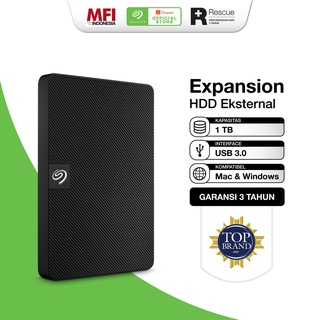 MFI
INDONESIA
SEAGATE
Shopee
OFFICIAL
STORE
Rescue
Expansion
HDD Eksternal
KAPASITAS
1 TB
INTERFACE
USB 3.0
KOMPATIBEL
Mac & Windows
GARANSI 3 TAHUN
TOP
BRAND